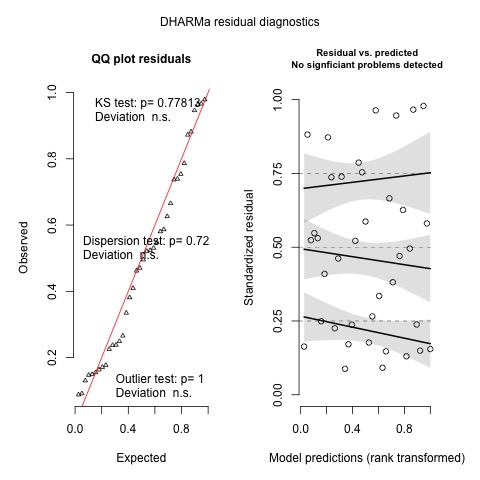 DHARMa residual diagnostics
QQ plot residuals
KS test: p= 0.77813
Deviation n.s.
Dispersion test: p= 0.72
Deviation n.s.
Outlier test: p= 1
Deviation n.s.
Observed
0.2
0.4
0.6
0.8
1.0
0.0
0.4
0.8
Expected
Residual vs. predicted
No signficiant problems detected
Standardized residual
0.00
0.25
0.50
0.75
1.00
0.0
0.2
0.4
0.8
Model predictions (rank transformed)